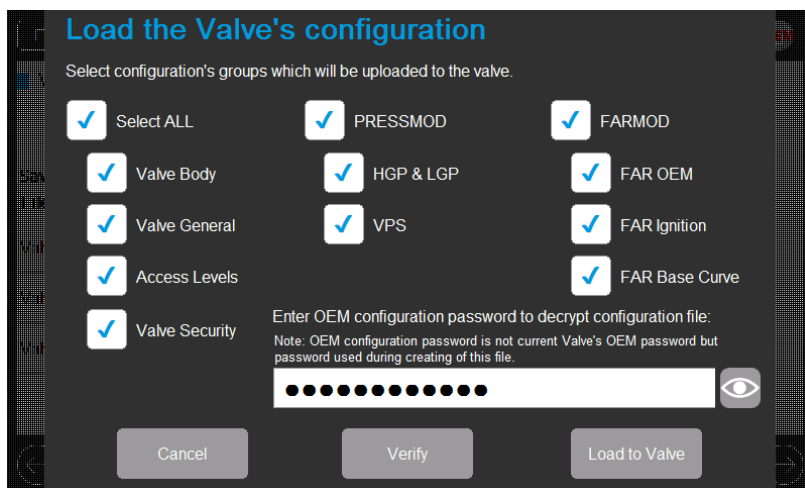 Load the Valve's configuration
Select configuration's groups which will be uploaded to the valve.
Select ALL
PRESSMOD
FARMOD
Valve Body
HGP & LGP
FAR OEM
Valve General
VPS
FAR Ignition
Access Levels
FAR Base Curve
Valve Security
Enter OEM configuration password to decrypt configuration file:
Note: OEM configuration password is not current Valve's OEM password but
password used during creating of this file.
Cancel
Verify
Load to Valve